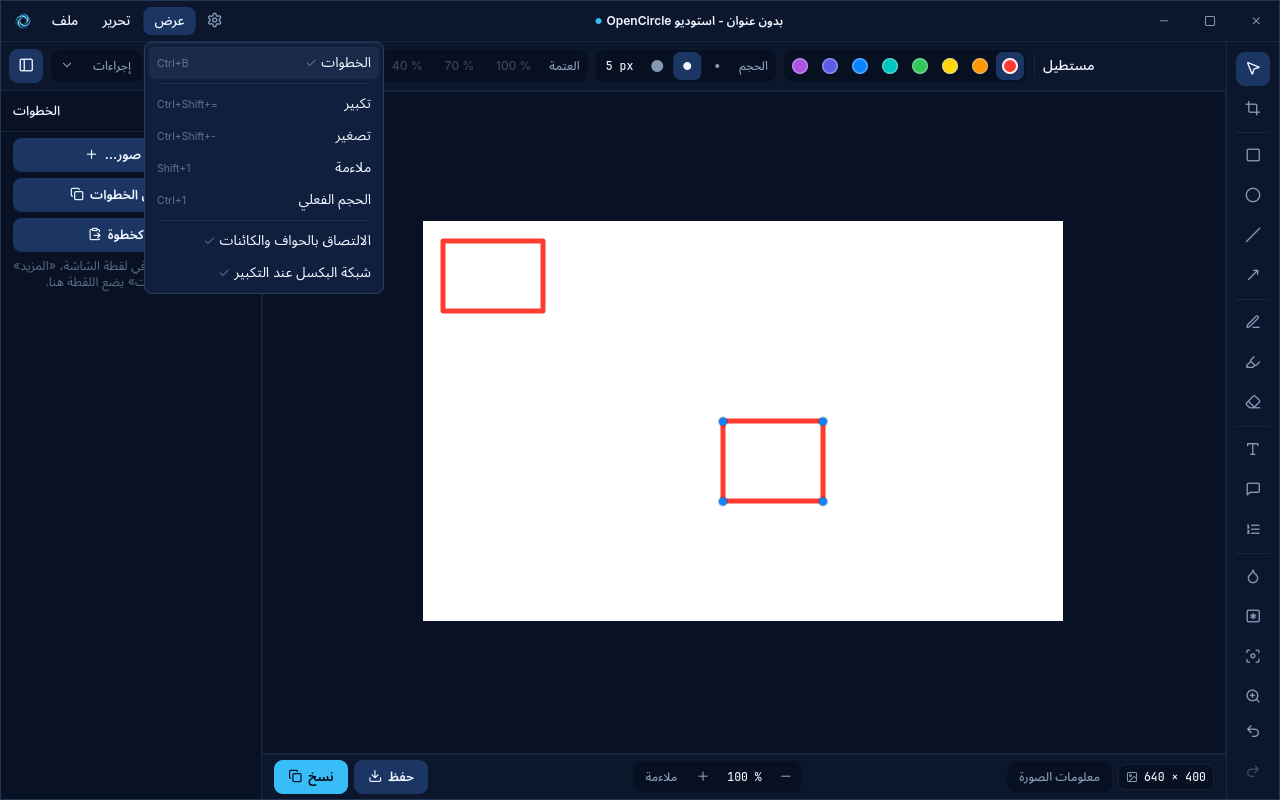 ملف
تحرير
عرض
بدون عنوان - استوديو OpenCircle
إجراءات
40 %
70 %
100 %
العتمة
5 px
الحجم
مستطيل
الخطوات ✓ Ctrl+B
تكبير Ctrl+Shift+=
تصغير Ctrl+Shift+-
ملاءمة Shift+1
الحجم الفعلي Ctrl+1
الالتصاق بالحواف والكائنات ✓
شبكة البكسل عند التكبير ✓
الخطوات
صور...
الخطوات
كخطوة
في لقطة الشاشة، «المزيد»
ت» يضع اللقطة هنا.
نسخ
حفظ
ملاءمة
+
100 %
−
معلومات الصورة
640 × 400